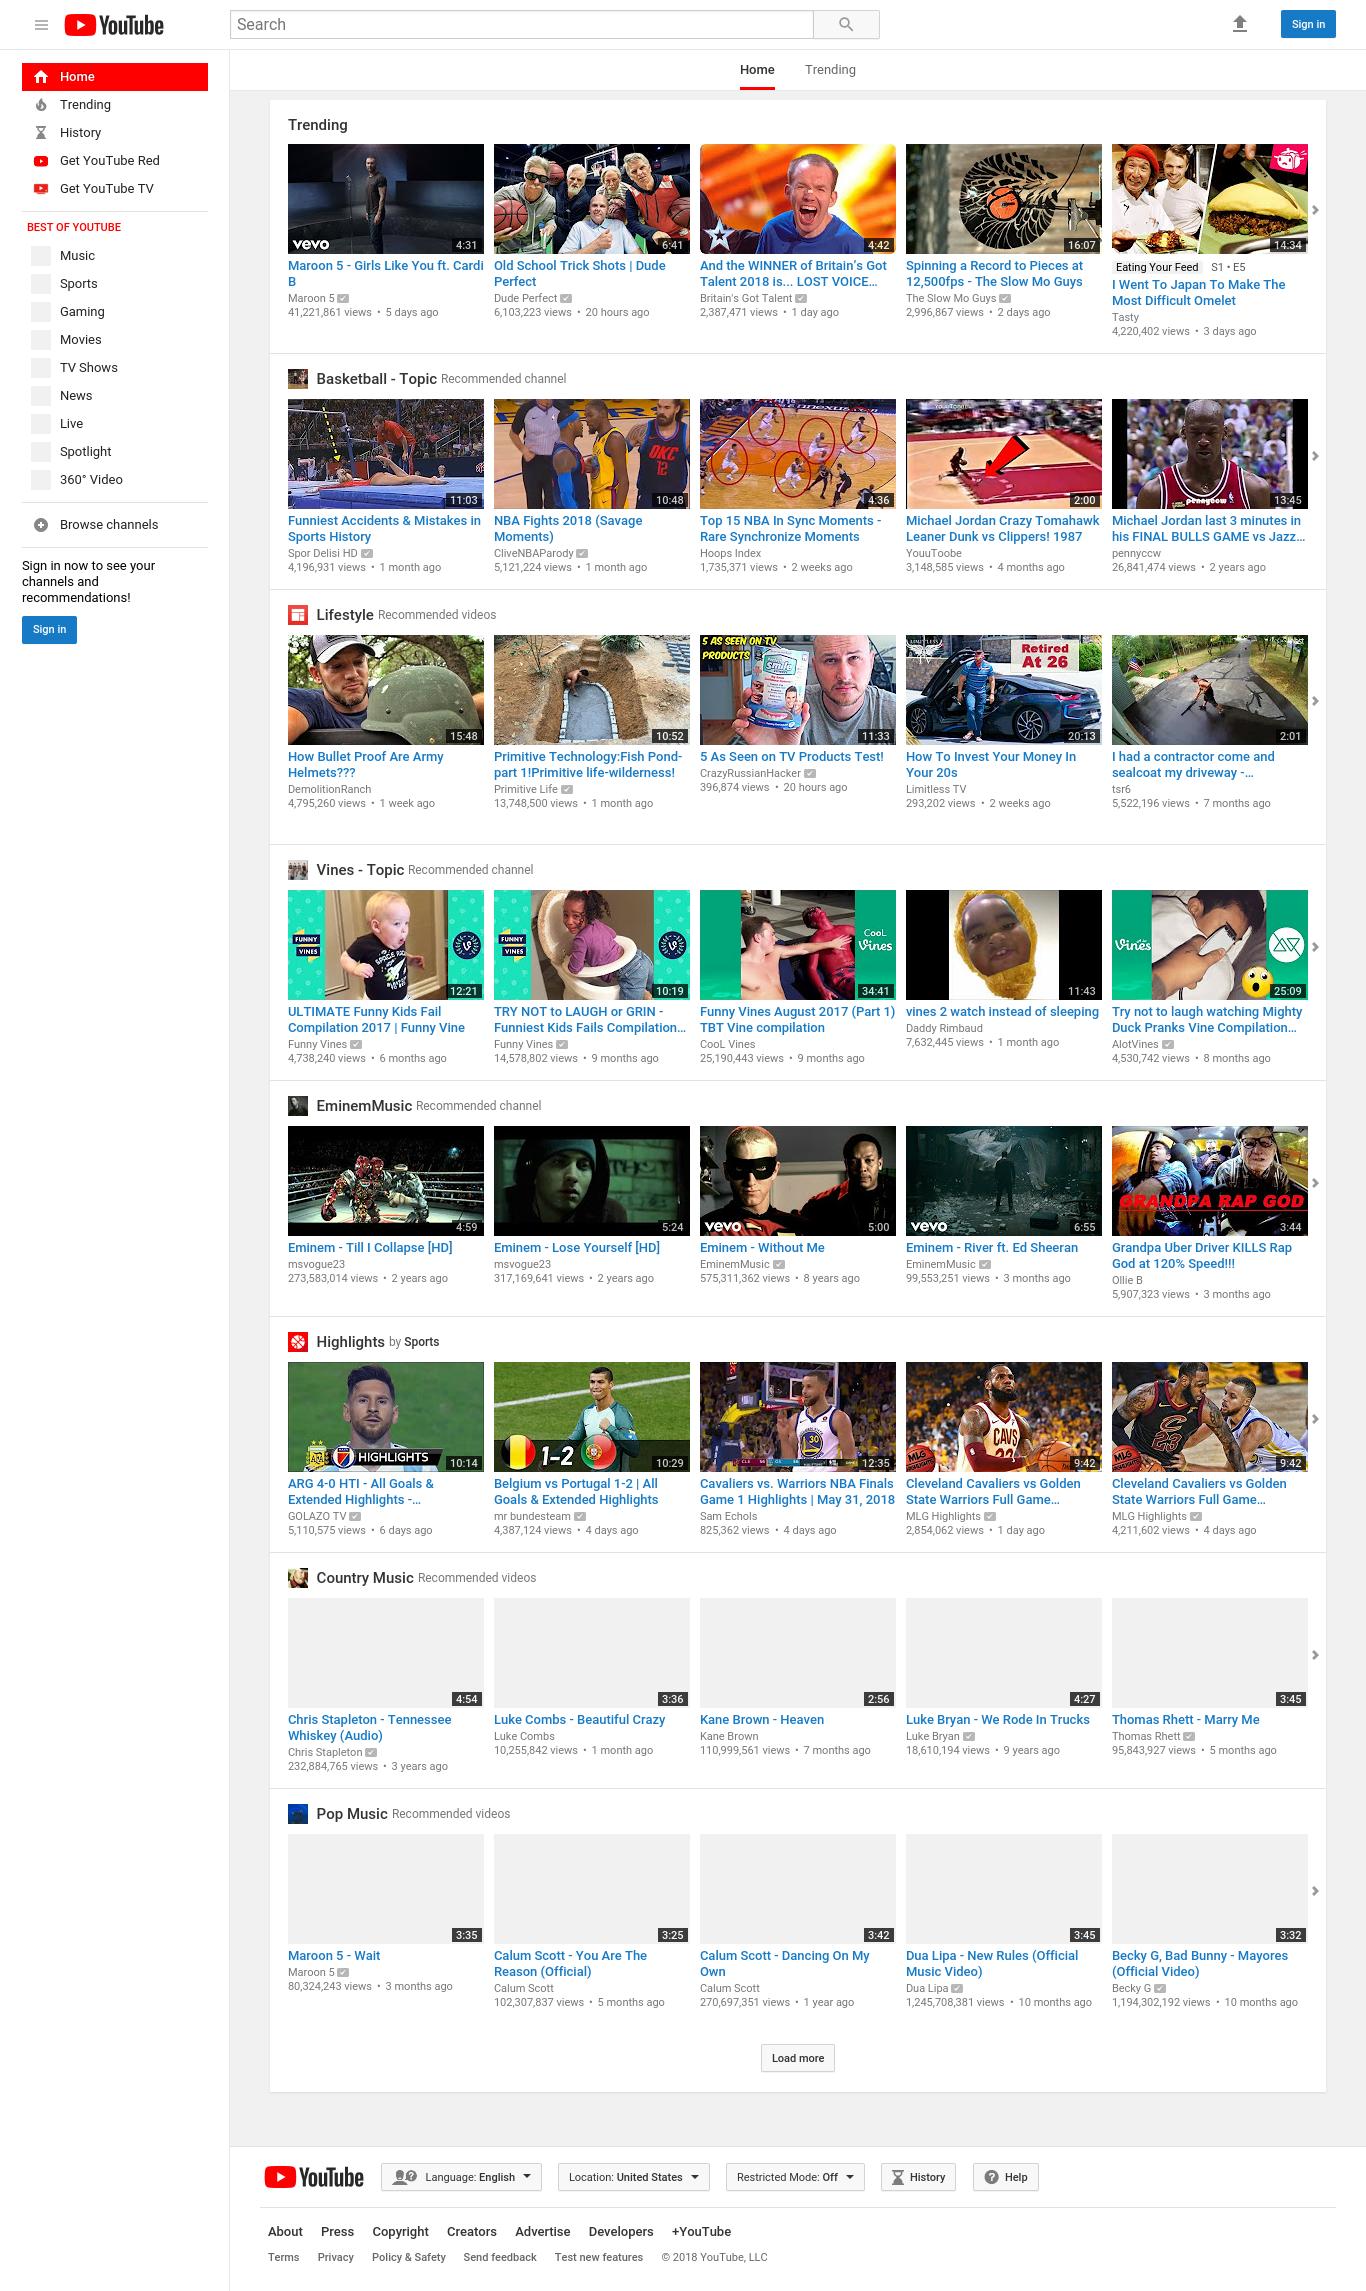 YouTube
Search
Sign in
Home
Trending
History
Get YouTube Red
Get YouTube TV
BEST OF YOUTUBE
Music
Sports
Gaming
Movies
TV Shows
News
Live
Spotlight
360° Video
Browse channels
Sign in now to see your
channels and
recommendations!
Sign in
Home Trending
Trending
vevo 4:31
Maroon 5 - Girls Like You ft. Cardi
B
Maroon 5
41,221,861 views • 5 days ago
6:41
Old School Trick Shots | Dude
Perfect
Dude Perfect
6,103,223 views • 20 hours ago
4:42
And the WINNER of Britain's Got
Talent 2018 is... LOST VOICE...
Britain's Got Talent
2,387,471 views • 1 day ago
16:07
Spinning a Record to Pieces at
12,500fps - The Slow Mo Guys
The Slow Mo Guys
2,996,867 views • 2 days ago
14:34
Eating Your Feed S1 • E5
I Went To Japan To Make The
Most Difficult Omelet
Tasty
4,220,402 views • 3 days ago
Basketball - Topic Recommended channel
11:03
Funniest Accidents & Mistakes in
Sports History
Spor Delisi HD
4,196,931 views • 1 month ago
OKC
12
10:48
NBA Fights 2018 (Savage
Moments)
CliveNBAParody
5,121,224 views • 1 month ago
4:36
Top 15 NBA In Sync Moments -
Rare Synchronize Moments
Hoops Index
1,735,371 views • 2 weeks ago
YouuToobe
2:00
Michael Jordan Crazy Tomahawk
Leaner Dunk vs Clippers! 1987
YouuToobe
3,148,585 views • 4 months ago
pennyccw
13:45
Michael Jordan last 3 minutes in
his FINAL BULLS GAME vs Jazz...
pennyccw
26,841,474 views • 2 years ago
Lifestyle Recommended videos
15:48
How Bullet Proof Are Army
Helmets???
DemolitionRanch
4,795,260 views • 1 week ago
10:52
Primitive Technology:Fish Pond-
part 1!Primitive life-wilderness!
Primitive Life
13,748,500 views • 1 month ago
5 AS SEEN ON TV
PRODUCTS
smile
11:33
5 As Seen on TV Products Test!
CrazyRussianHacker
396,874 views • 20 hours ago
LIMITLESS
TV
Retired
At 26
20:13
How To Invest Your Money In
Your 20s
Limitless TV
293,202 views • 2 weeks ago
2:01
I had a contractor come and
sealcoat my driveway -...
tsr6
5,522,196 views • 7 months ago
Vines - Topic Recommended channel
FUNNY
VINES
12:21
ULTIMATE Funny Kids Fail
Compilation 2017 | Funny Vine
Funny Vines
4,738,240 views • 6 months ago
FUNNY
VINES
10:19
TRY NOT to LAUGH or GRIN -
Funniest Kids Fails Compilation...
Funny Vines
14,578,802 views • 9 months ago
CooL
Vines
34:41
Funny Vines August 2017 (Part 1)
TBT Vine compilation
CooL Vines
25,190,443 views • 9 months ago
11:43
vines 2 watch instead of sleeping
Daddy Rimbaud
7,632,445 views • 1 month ago
Vines
25:09
Try not to laugh watching Mighty
Duck Pranks Vine Compilation...
AlotVines
4,530,742 views • 8 months ago
EminemMusic Recommended channel
4:59
Eminem - Till I Collapse [HD]
msvogue23
273,583,014 views • 2 years ago
5:24
Eminem - Lose Yourself [HD]
msvogue23
317,169,641 views • 2 years ago
vevo 5:00
Eminem - Without Me
EminemMusic
575,311,362 views • 8 years ago
vevo 6:55
Eminem - River ft. Ed Sheeran
EminemMusic
99,553,251 views • 3 months ago
GRANDPA RAP GOD
3:44
Grandpa Uber Driver KILLS Rap
God at 120% Speed!!!
Ollie B
5,907,323 views • 3 months ago
Highlights by Sports
HIGHLIGHTS
10:14
ARG 4-0 HTI - All Goals &
Extended Highlights -...
GOLAZO TV
5,110,575 views • 6 days ago
1-2
10:29
Belgium vs Portugal 1-2 | All
Goals & Extended Highlights
mr bundesteam
4,387,124 views • 4 days ago
30
12:35
Cavaliers vs. Warriors NBA Finals
Game 1 Highlights | May 31, 2018
Sam Echols
825,362 views • 4 days ago
CAVS
MLG
9:42
Cleveland Cavaliers vs Golden
State Warriors Full Game...
MLG Highlights
2,854,062 views • 1 day ago
23
MLG
9:42
Cleveland Cavaliers vs Golden
State Warriors Full Game...
MLG Highlights
4,211,602 views • 4 days ago
Country Music Recommended videos
4:54
Chris Stapleton - Tennessee
Whiskey (Audio)
Chris Stapleton
232,884,765 views • 3 years ago
3:36
Luke Combs - Beautiful Crazy
Luke Combs
10,255,842 views • 1 month ago
2:56
Kane Brown - Heaven
Kane Brown
110,999,561 views • 7 months ago
4:27
Luke Bryan - We Rode In Trucks
Luke Bryan
18,610,194 views • 9 years ago
3:45
Thomas Rhett - Marry Me
Thomas Rhett
95,843,927 views • 5 months ago
Pop Music Recommended videos
3:35
Maroon 5 - Wait
Maroon 5
80,324,243 views • 3 months ago
3:25
Calum Scott - You Are The
Reason (Official)
Calum Scott
102,307,837 views • 5 months ago
3:42
Calum Scott - Dancing On My
Own
Calum Scott
270,697,351 views • 1 year ago
3:45
Dua Lipa - New Rules (Official
Music Video)
Dua Lipa
1,245,708,381 views • 10 months ago
3:32
Becky G, Bad Bunny - Mayores
(Official Video)
Becky G
1,194,302,192 views • 10 months ago
Load more
YouTube Language: English Location: United States Restricted Mode: Off History Help
About Press Copyright Creators Advertise Developers +YouTube
Terms Privacy Policy & Safety Send feedback Test new features © 2018 YouTube, LLC